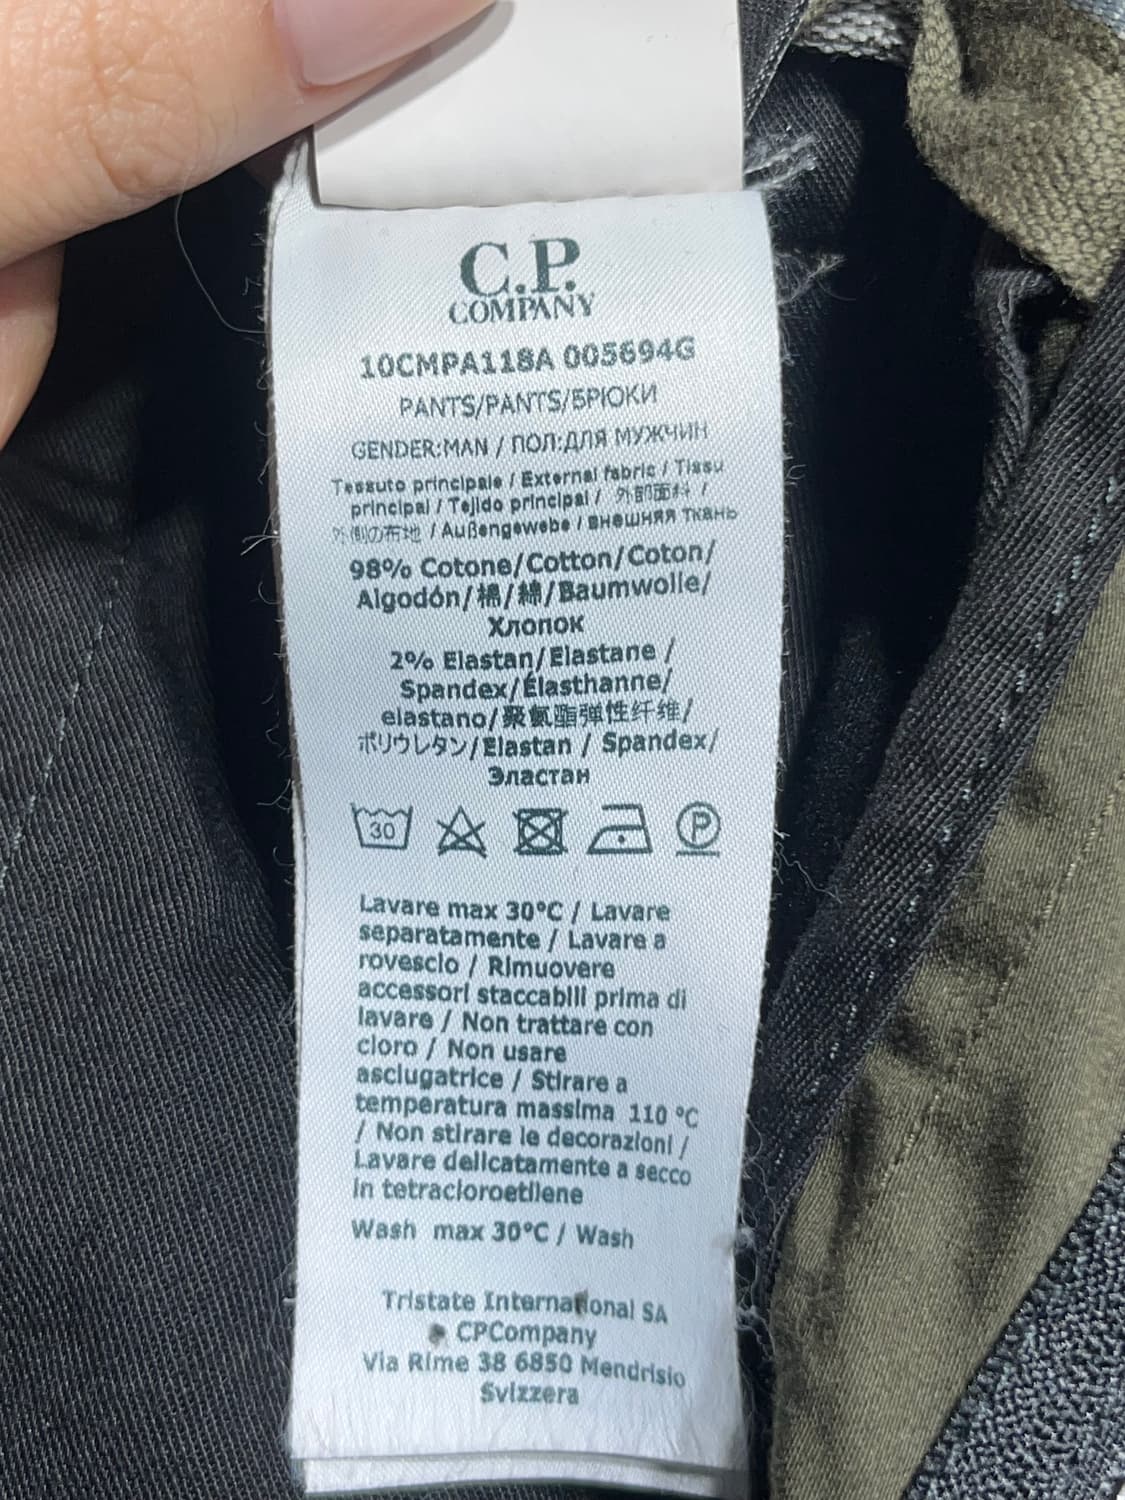 C.P.
COMPANY
10CMPA118A 005694G
PANTS/PANTS/БРЮКИ
GENDER:MAN / ПОЛ:ДЛЯ МУЖЧИН
Tessuto principale / External fabric / Tissu
principal / Tejido principal / 外部面料 /
外側の布地 / Außengewebe / внешняя ткань
98% Cotone/Cotton/Coton/
Algodón/棉/綿/Baumwolle/
Хлопок
2% Elastan/Elastane /
Spandex/Élasthanne/
elastano/聚氨酯弹性纤维/
ポリウレタン/Elastan / Spandex/
Эластан
30
P
Lavare max 30°C / Lavare
separatamente / Lavare a
rovescio / Rimuovere
accessori staccabili prima di
lavare / Non trattare con
cloro / Non usare
asciugatrice / Stirare a
temperatura massima 110 °C
/ Non stirare le decorazioni /
Lavare delicatamente a secco
in tetracloroetilene
Wash max 30°C / Wash
Tristate International SA
CPCompany
Via Rime 38 6850 Mendrisio
Svizzera